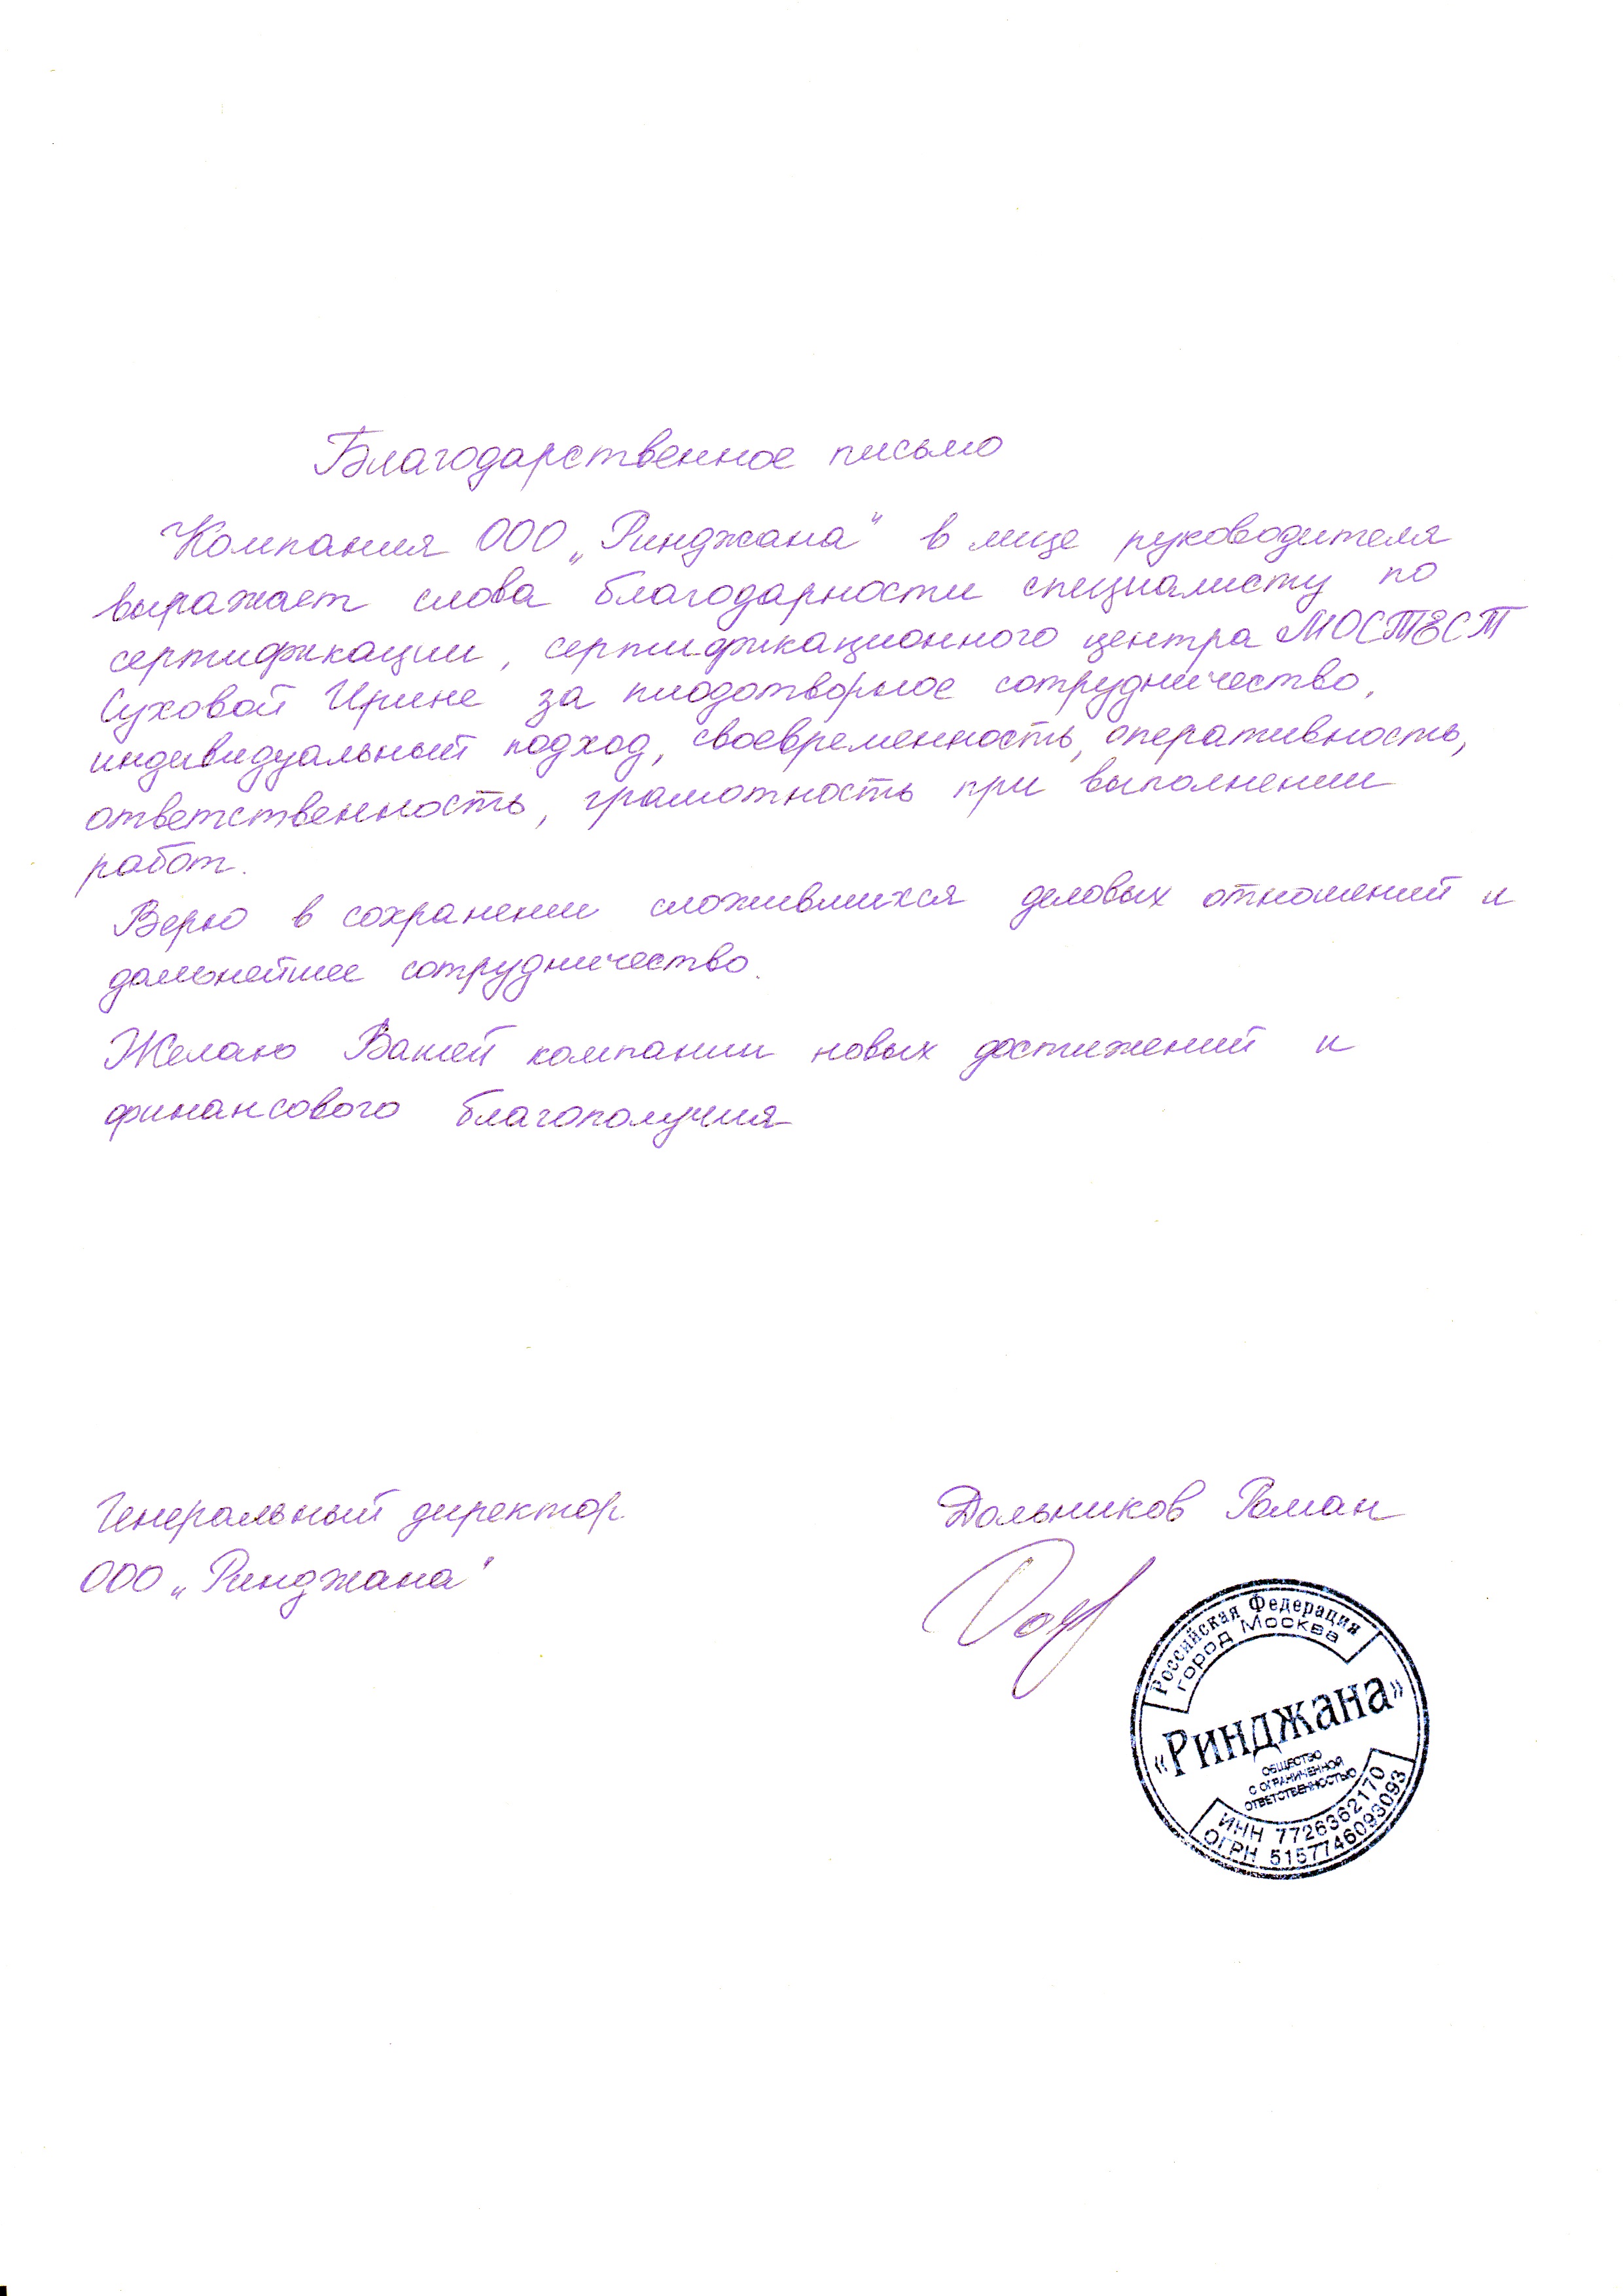 Благодарственное письмо
Компания ООО „Ринджана“ в лице руководителя
выражает слова благодарности специалисту по
сертификации, сертификационного центра МОСТЕСТ
Суховой Ирине за плодотворное сотрудничество,
индивидуальный подход, своевременность, оперативность,
ответственность, грамотность при выполнении
работ.
Верю в сохранении сложившихся деловых отношений и
дальнейшее сотрудничество.
Желаю Вашей компании новых достижений и
финансового благополучия
Генеральный директор
ООО „Ринджана“
Дольников Роман
Российская Федерация
город Москва
«Ринджана»
ОБЩЕСТВО
С ОГРАНИЧЕННОЙ
ОТВЕТСТВЕННОСТЬЮ
ИНН 7726362170
ОГРН 5157746093093